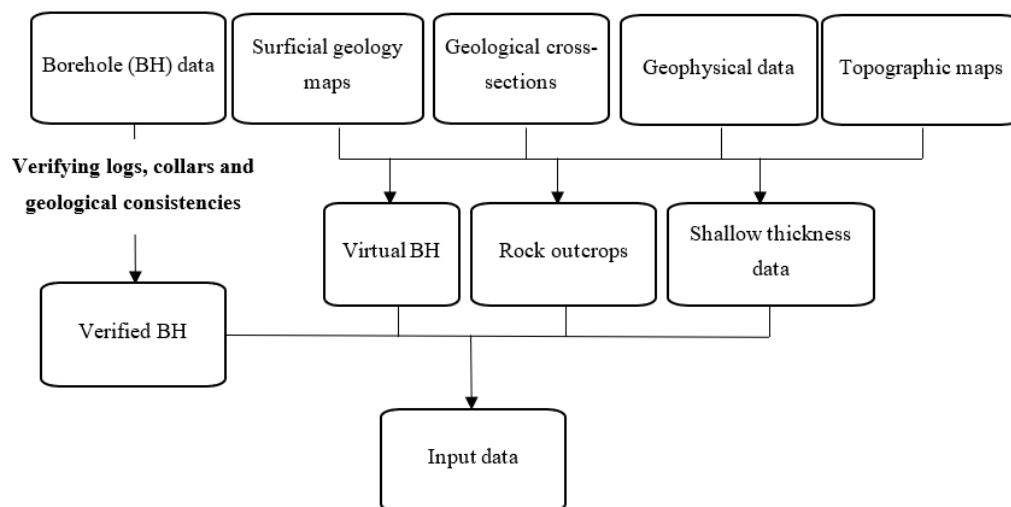 Borehole (BH) data
Surficial geology
maps
Geological cross-
sections
Geophysical data
Topographic maps
Verifying logs, collars and
geological consistencies
Virtual BH
Rock outcrops
Shallow thickness
data
Verified BH
Input data